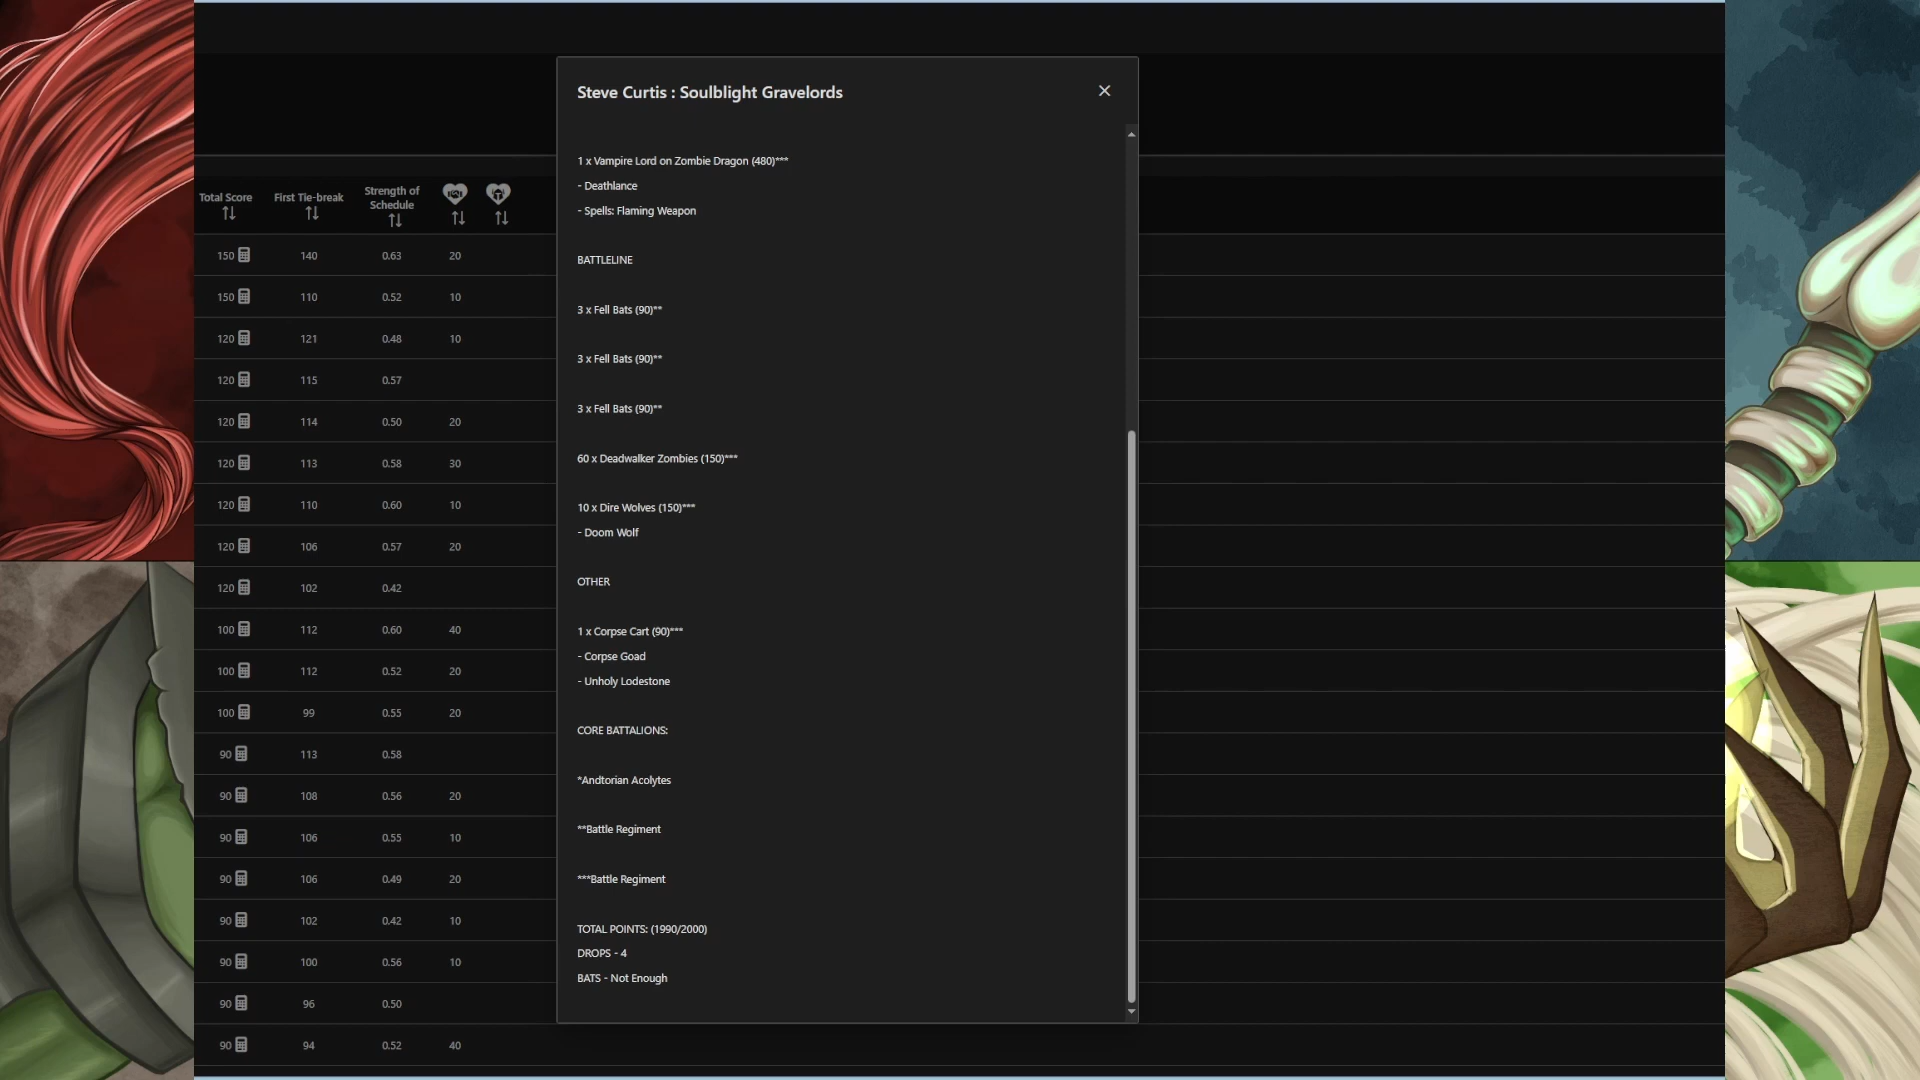 Steve Curtis : Soulblight Gravelords
1 x Vampire Lord on Zombie Dragon (480)***
- Deathlance
- Spells: Flaming Weapon
BATTLELINE
3 x Fell Bats (90)**
3 x Fell Bats (90)**
3 x Fell Bats (90)**
60 x Deadwalker Zombies (150)***
10 x Dire Wolves (150)***
- Doom Wolf
OTHER
1 x Corpse Cart (90)***
- Corpse Goad
- Unholy Lodestone
CORE BATTALIONS:
*Andtorian Acolytes
**Battle Regiment
***Battle Regiment
TOTAL POINTS: (1990/2000)
DROPS - 4
BATS - Not Enough
Total Score First Tie-break Strength of Schedule
150 140 0.63 20
150 110 0.52 10
120 121 0.48 10
120 115 0.57
120 114 0.50 20
120 113 0.58 30
120 110 0.60 10
120 106 0.57 20
120 102 0.42
100 112 0.60 40
100 112 0.52 20
100 99 0.55 20
90 113 0.58
90 108 0.56 20
90 106 0.55 10
90 106 0.49 20
90 102 0.42 10
90 100 0.56 10
90 96 0.50
90 94 0.52 40